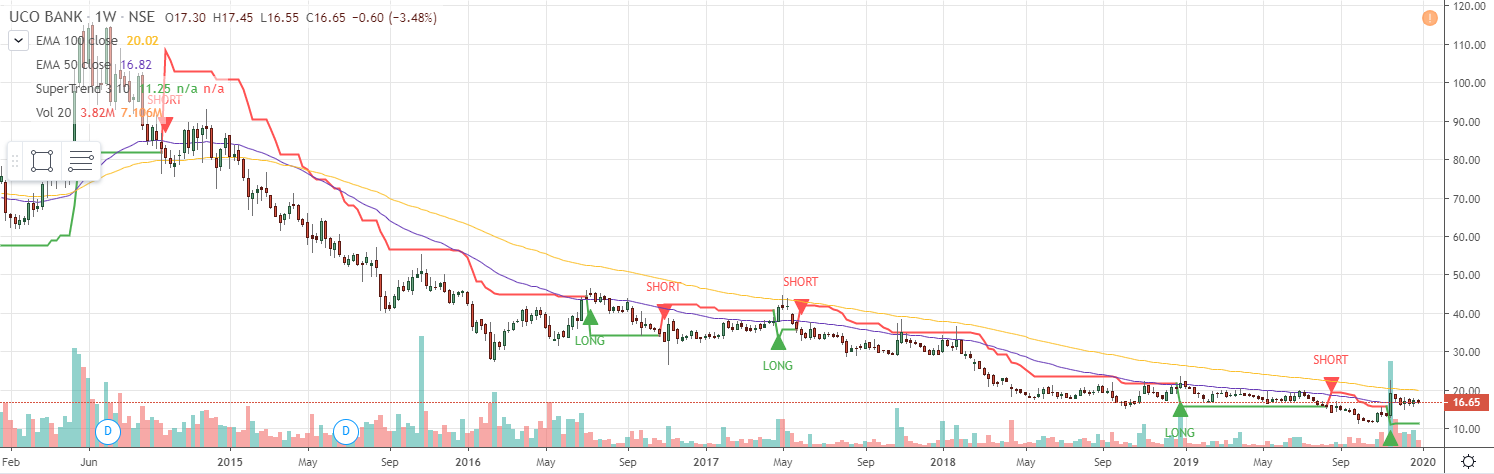 UCO BANK · 1W · NSE O17.30 H17.45 L16.55 C16.65 −0.60 (−3.48%)
EMA 100 close 20.02
EMA 50 close 16.82
SuperTrend 3 10 11.25 n/a n/a
SHORT
Vol 20 3.82M 7.106M
SHORT
SHORT
SHORT
LONG
LONG
LONG
D
D
120.00
110.00
100.00
90.00
80.00
70.00
60.00
50.00
40.00
30.00
20.00
16.65
10.00
Feb
Jun
2015
May
Sep
2016
May
Sep
2017
May
Sep
2018
May
Sep
2019
May
Sep
2020